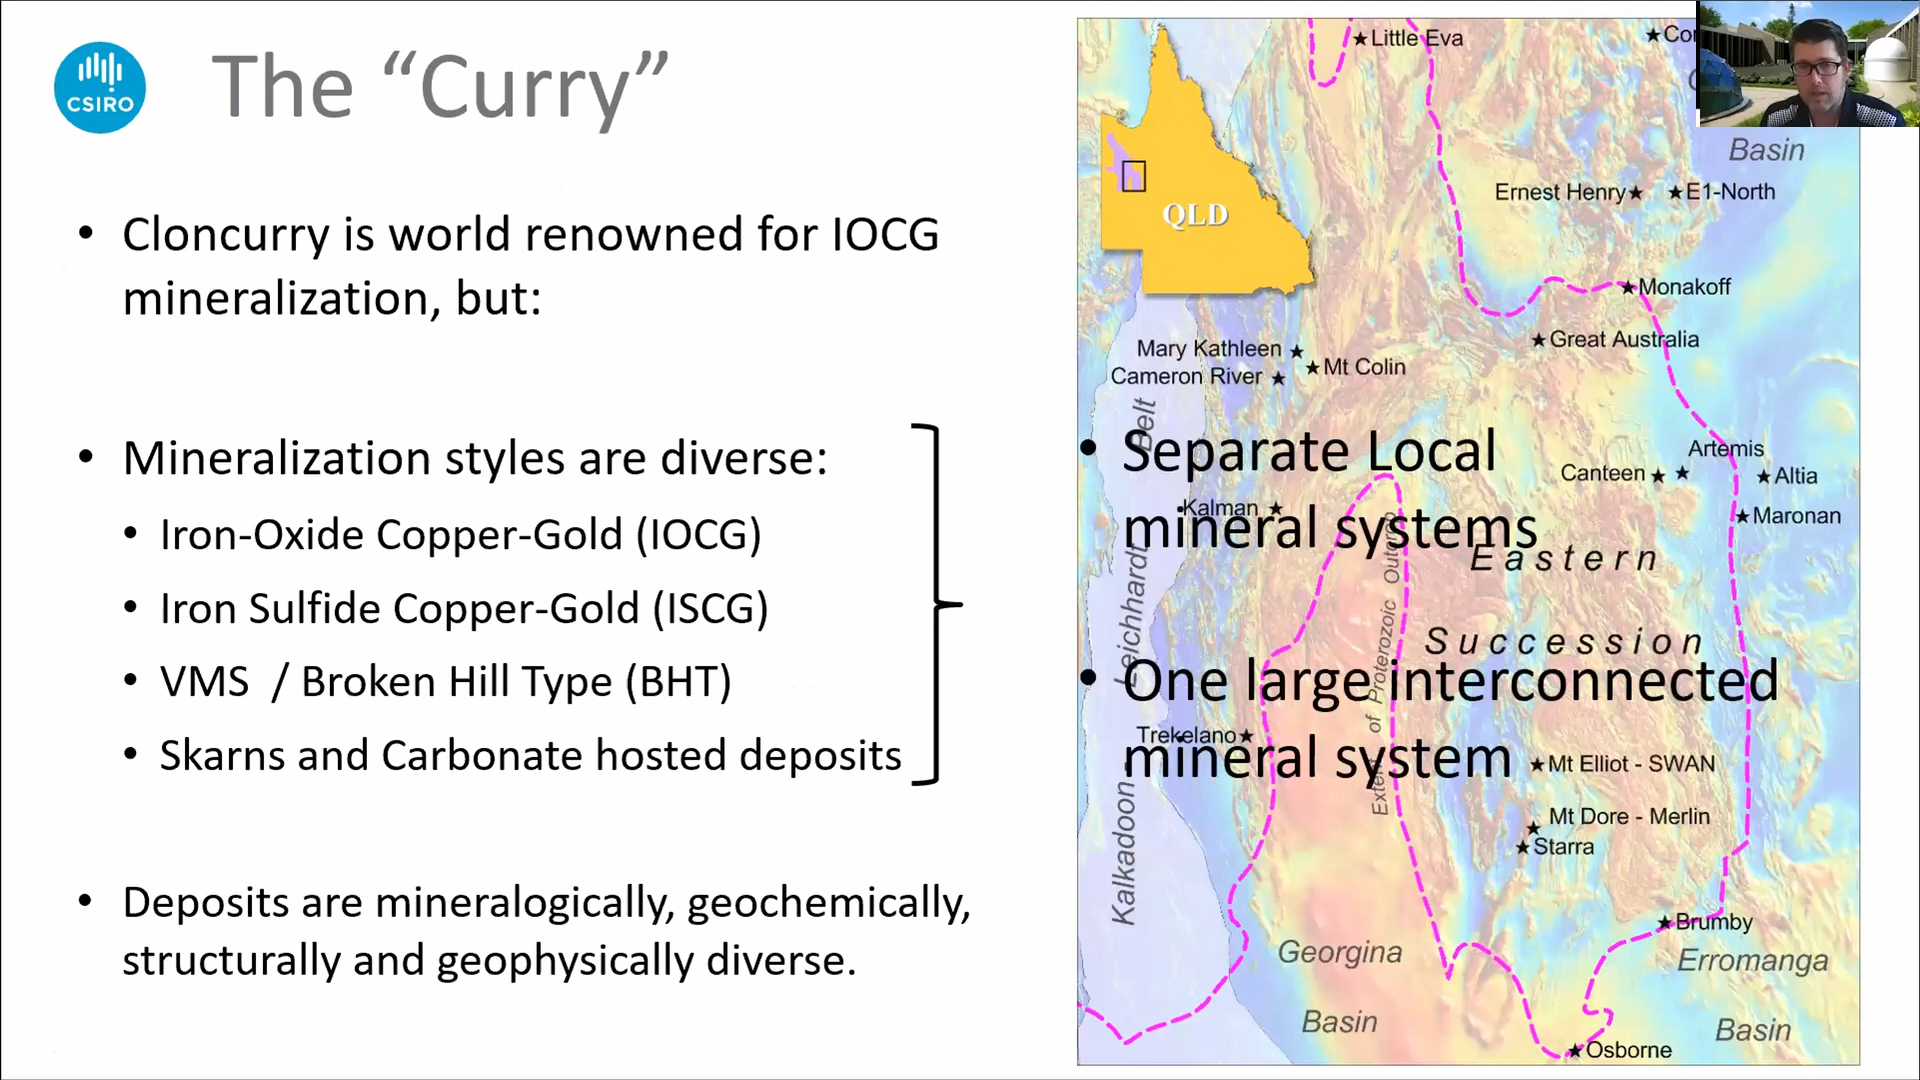 CSIRO
The “Curry”
• Cloncurry is world renowned for IOCG
mineralization, but:
• Mineralization styles are diverse:
• Iron-Oxide Copper-Gold (IOCG)
• Iron Sulfide Copper-Gold (ISCG)
• VMS / Broken Hill Type (BHT)
• Skarns and Carbonate hosted deposits
• Deposits are mineralogically, geochemically,
structurally and geophysically diverse.
• Separate Local
mineral systems
• One large interconnected
mineral system
Little Eva
QLD
Basin
Ernest Henry
E1-North
Monakoff
Great Australia
Mary Kathleen
Mt Colin
Cameron River
Artemis
Canteen
Altia
Kalman
Maronan
Eastern
Succession
Kalkadoon - Leichhardt Belt
Extent of Proterozoic Outcrop
Trekelano
Mt Elliot - SWAN
Mt Dore - Merlin
Starra
Brumby
Georgina
Basin
Erromanga
Basin
Osborne